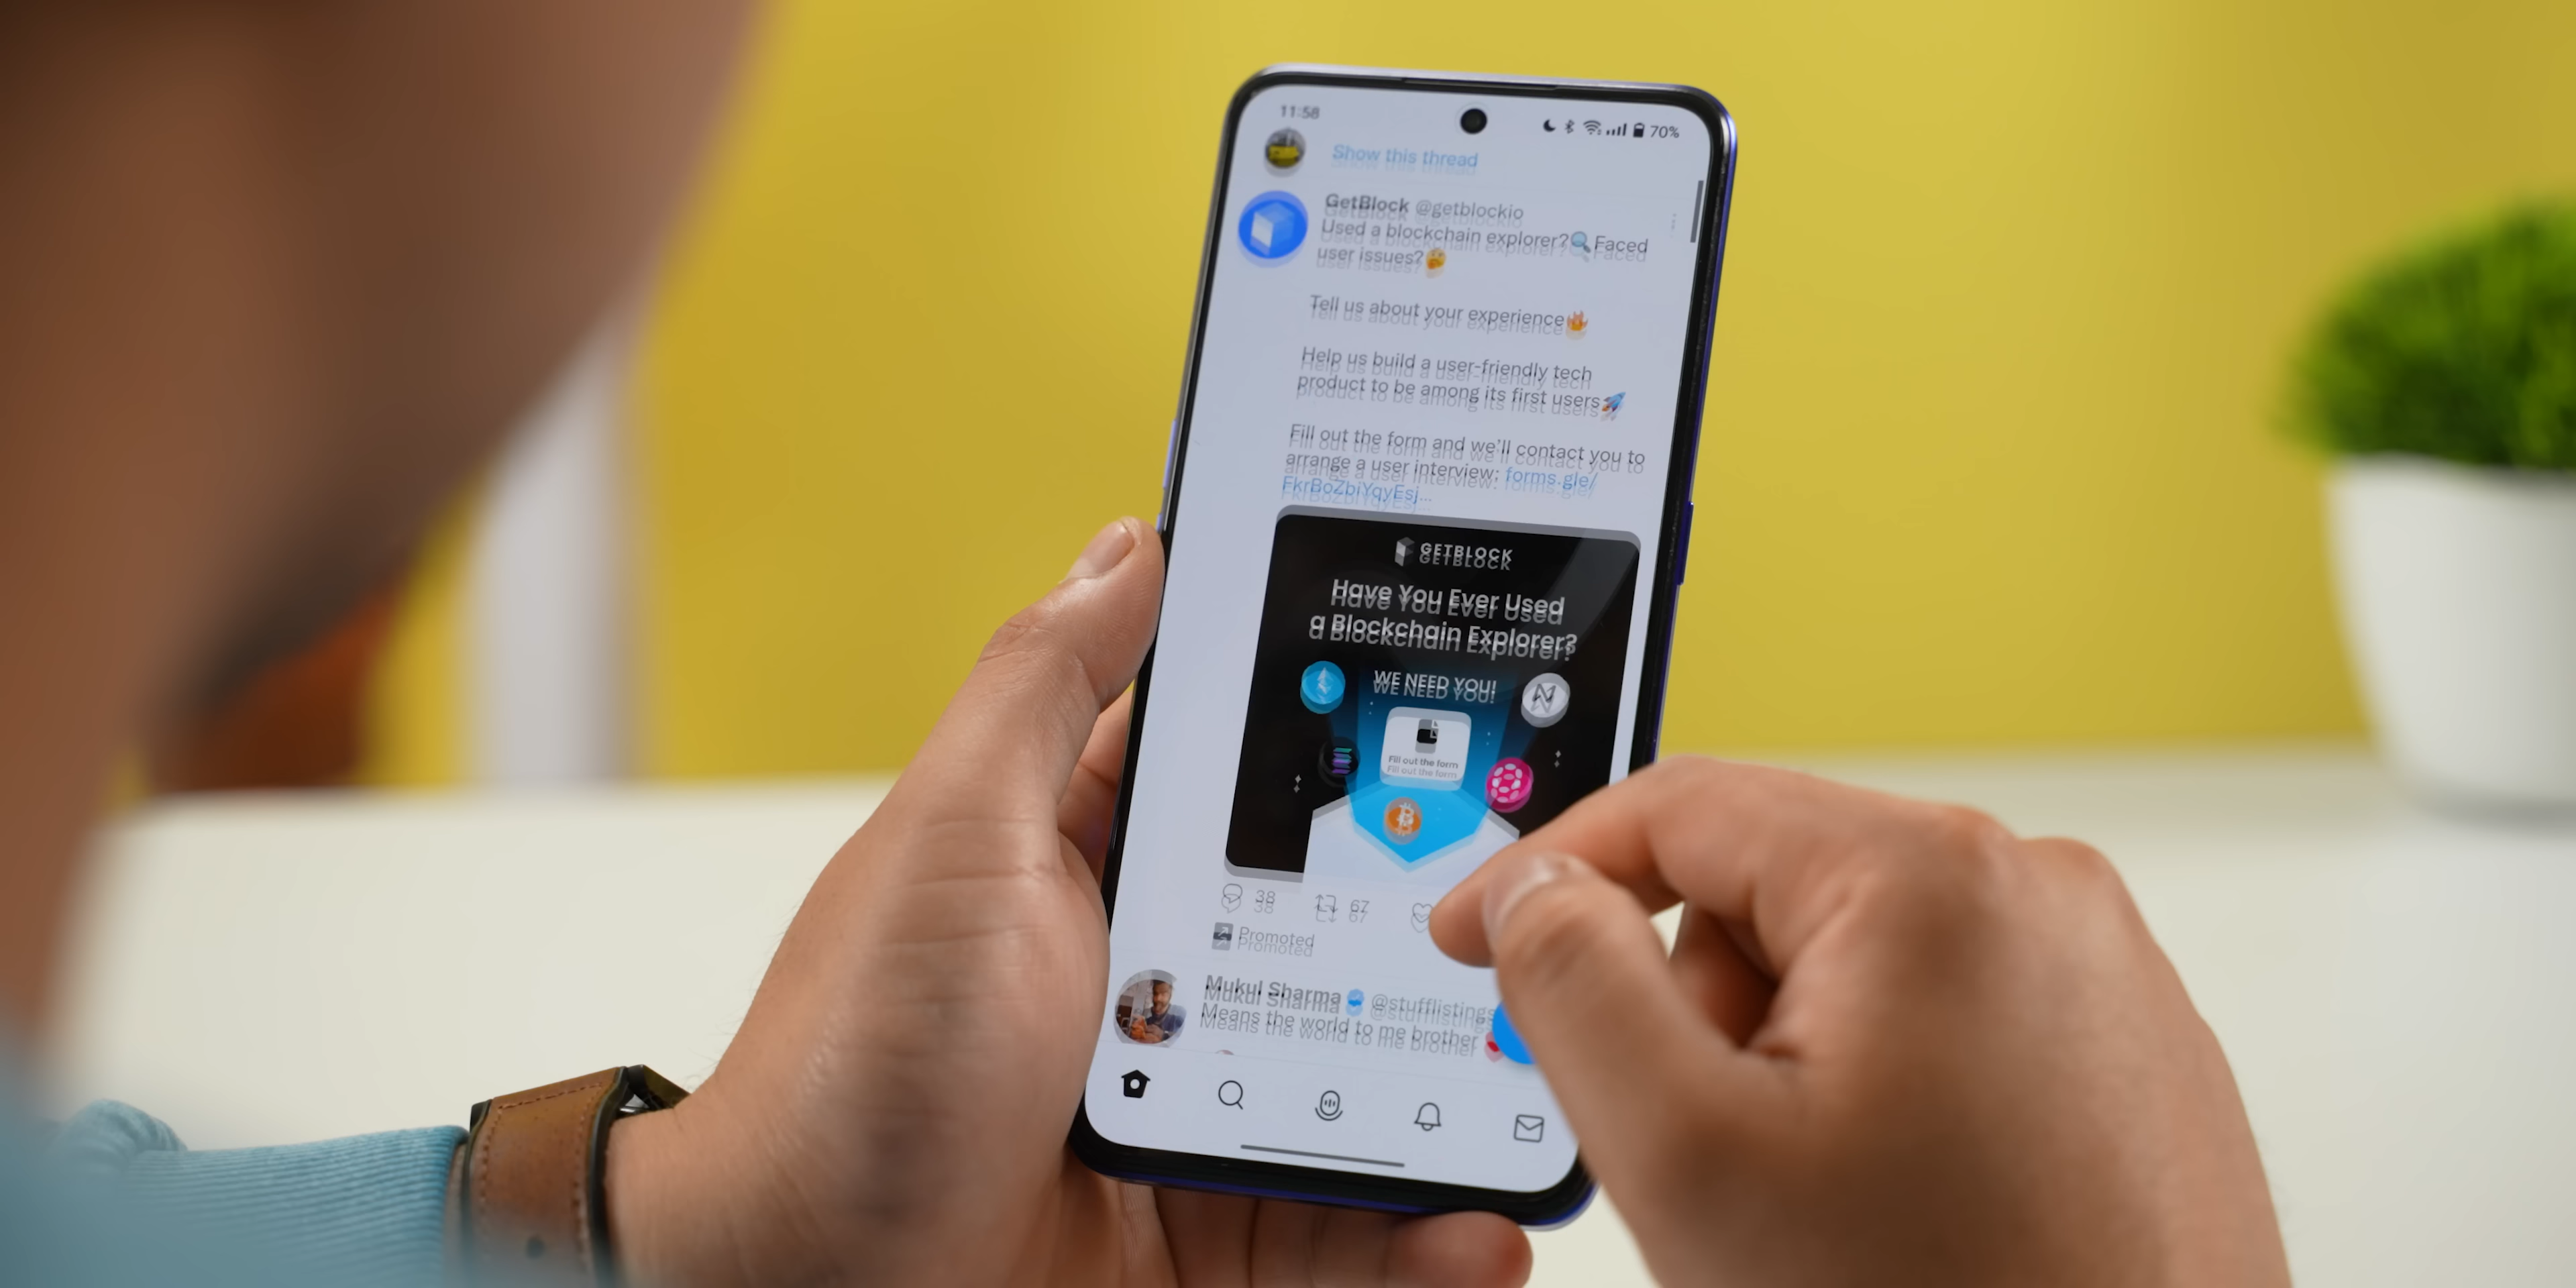 11:58
70%
Show this thread
GetBlock @getblockio
Used a blockchain explorer?🔍Faced
user issues?🤔
Tell us about your experience🔥
Help us build a user-friendly tech
product to be among its first users🚀
Fill out the form and we'll contact you to
arrange a user interview: forms.gle/
FkrBoZbiYqyEsj...
GETBLOCK
Have You Ever Used
a Blockchain Explorer?
WE NEED YOU!
Fill out the form
38 67
Promoted
Mukul Sharma @stufflistings
Means the world to me brother